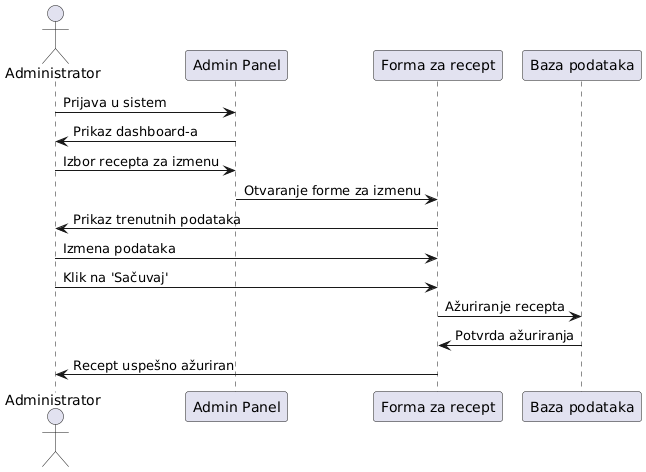 Administrator
Admin Panel
Forma za recept
Baza podataka
Prijava u sistem
Prikaz dashboard-a
Izbor recepta za izmenu
Otvaranje forme za izmenu
Prikaz trenutnih podataka
Izmena podataka
Klik na 'Sačuvaj'
Ažuriranje recepta
Potvrda ažuriranja
Recept uspešno ažuriran
Administrator
Admin Panel
Forma za recept
Baza podataka